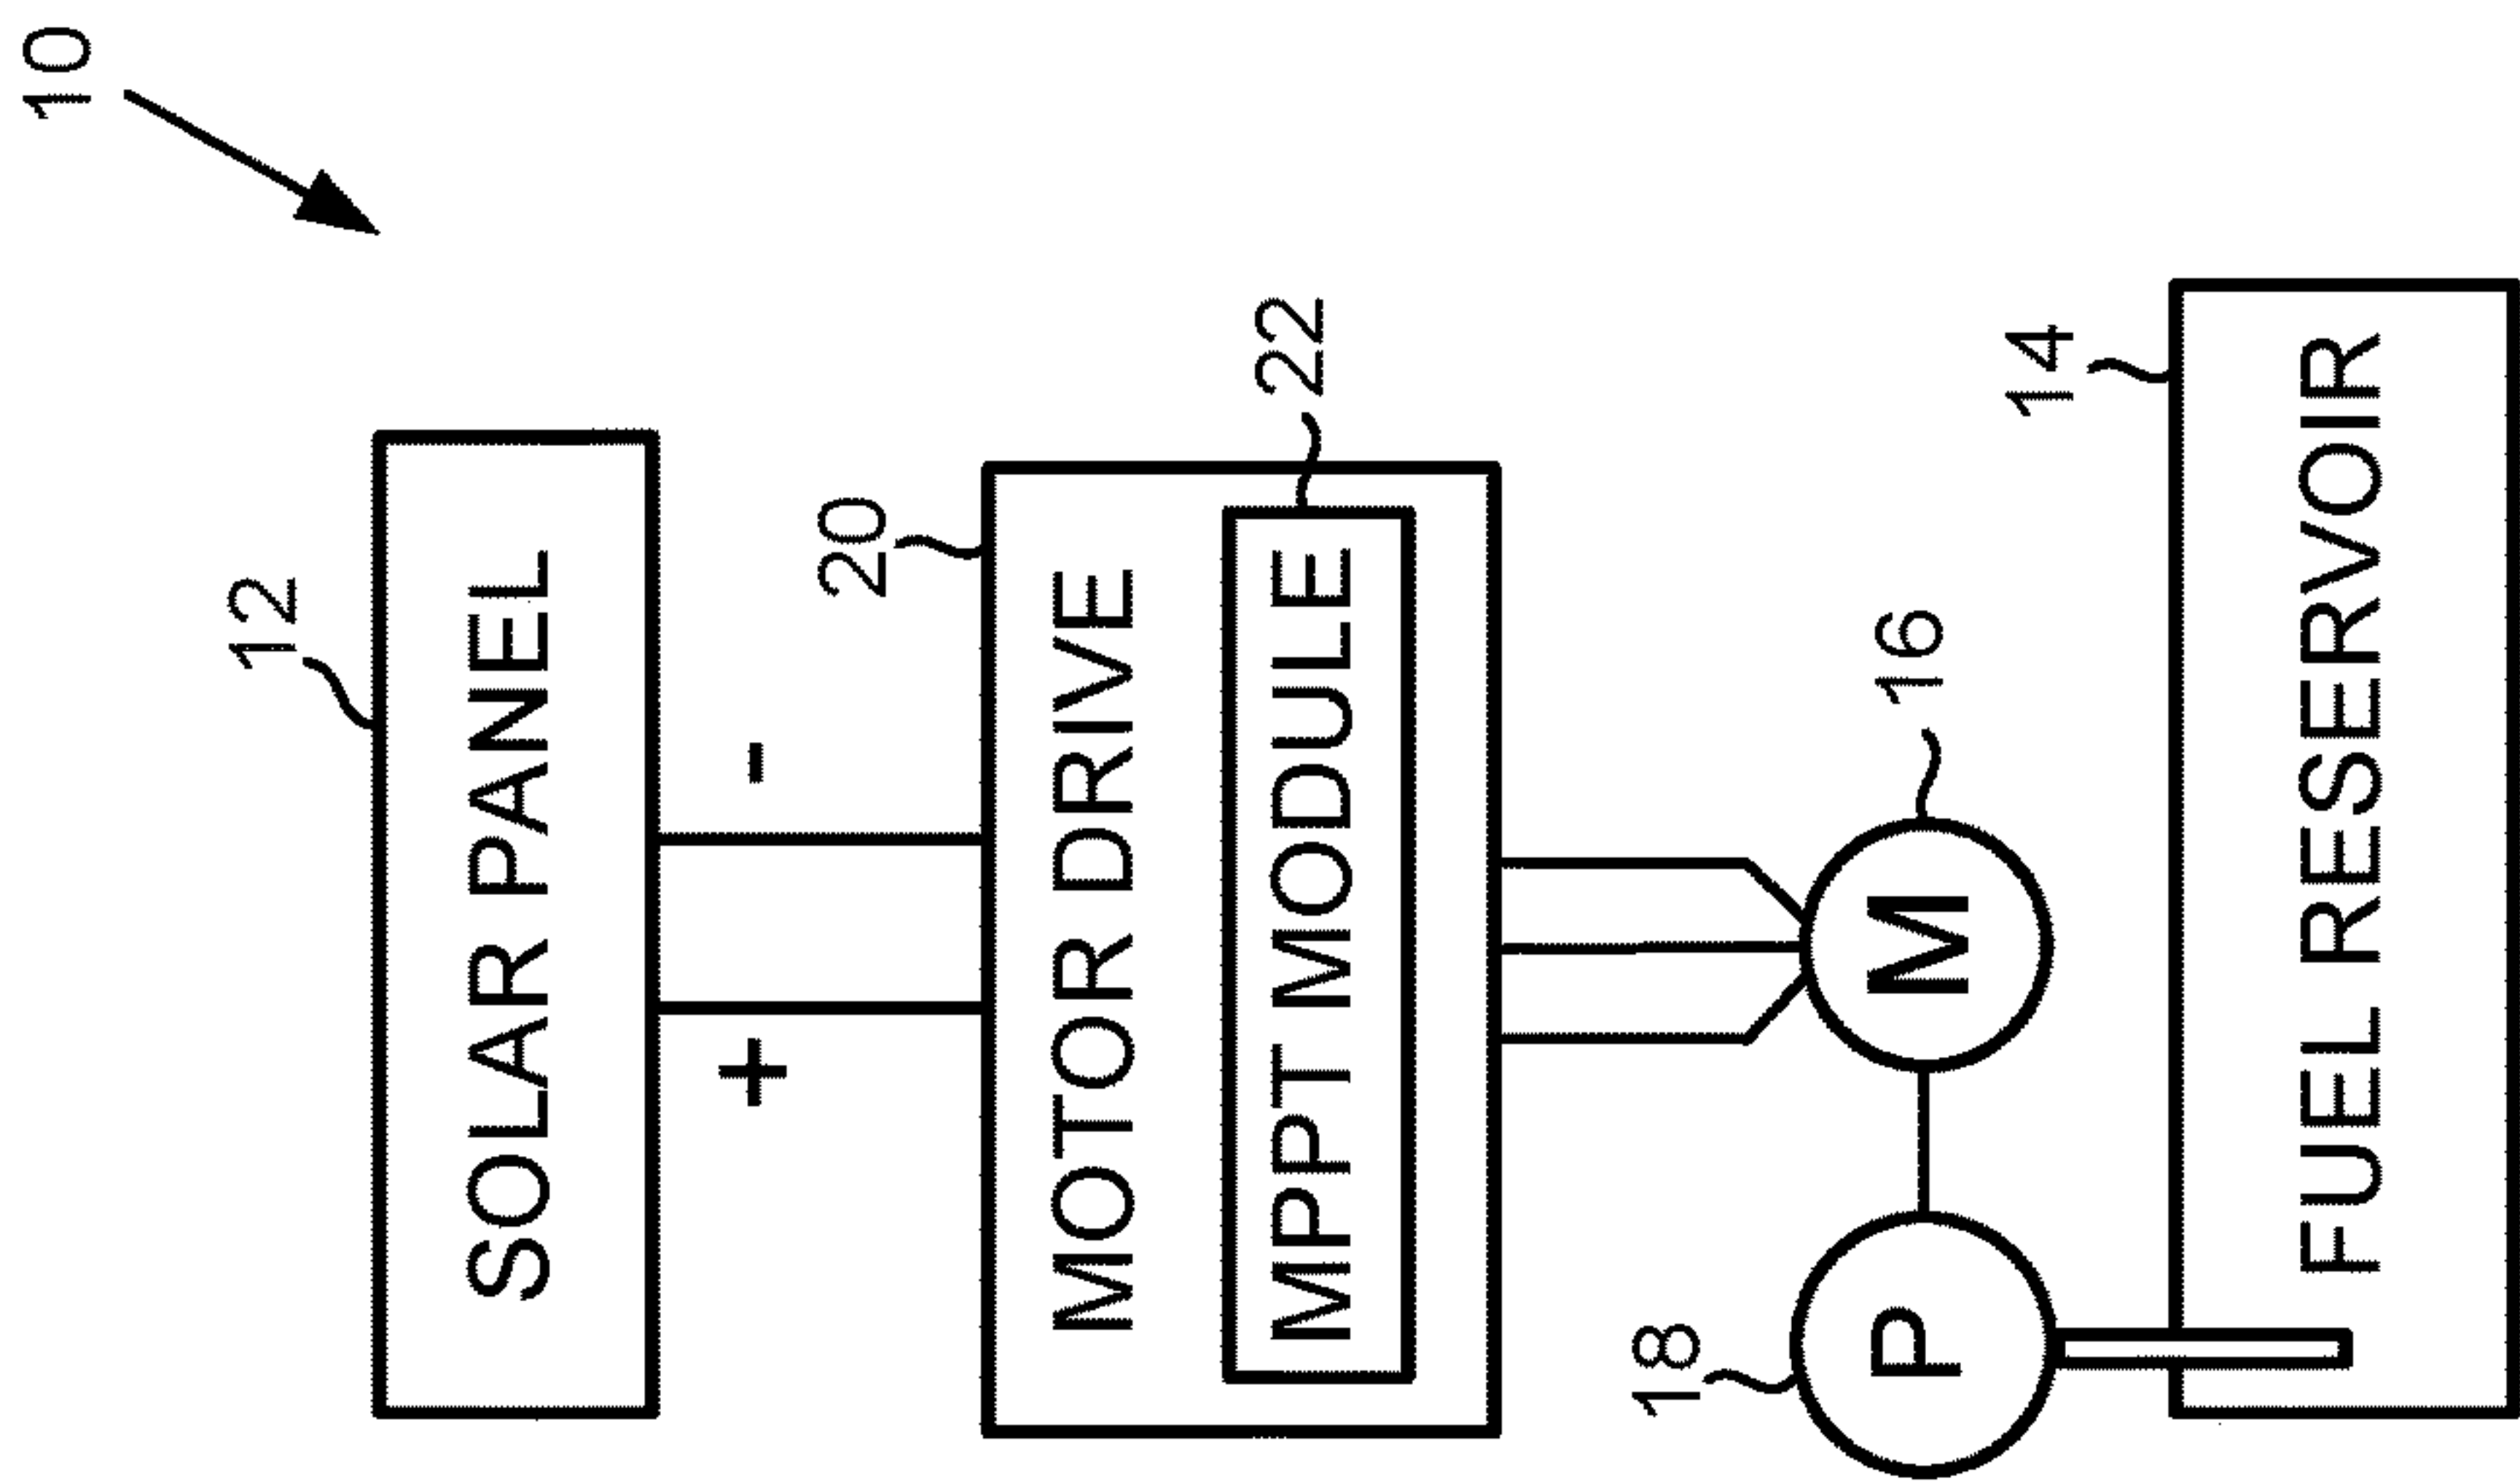 10
12
SOLAR PANEL
+
-
20
MOTOR DRIVE
22
MPPT MODULE
18
P
M
16
14
FUEL RESERVOIR